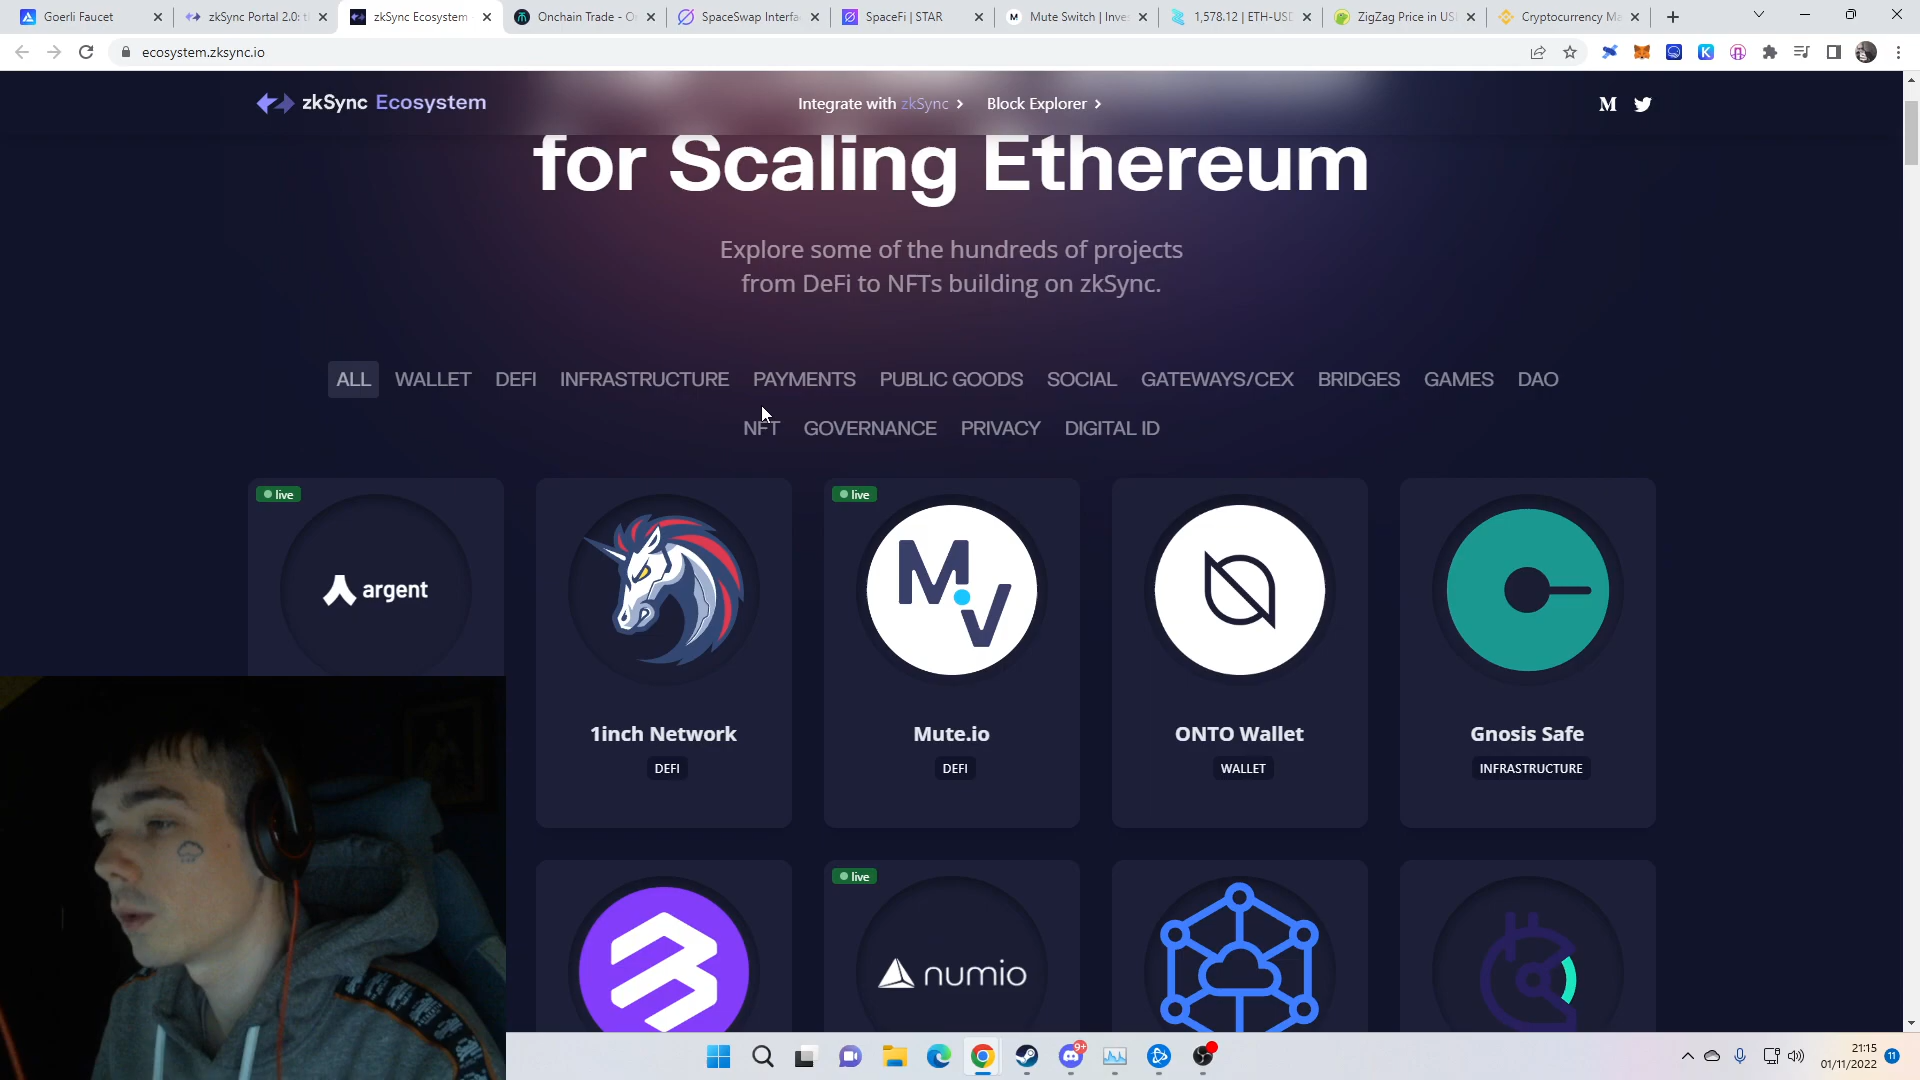 Goerli Faucet
zkSync Portal 2.0: t
zkSync Ecosystem
Onchain Trade - O
SpaceSwap Interfa
SpaceFi | STAR
Mute Switch | Inve
1,578.12 | ETH-USD
ZigZag Price in US
Cryptocurrency Ma
ecosystem.zksync.io
zkSync Ecosystem
Integrate with zkSync >
Block Explorer >
for Scaling Ethereum
Explore some of the hundreds of projects
from DeFi to NFTs building on zkSync.
ALL WALLET DEFI INFRASTRUCTURE PAYMENTS PUBLIC GOODS SOCIAL GATEWAYS/CEX BRIDGES GAMES DAO
NFT GOVERNANCE PRIVACY DIGITAL ID
live
live
argent
M.V
1inch Network
Mute.io
ONTO Wallet
Gnosis Safe
DEFI
DEFI
WALLET
INFRASTRUCTURE
live
numio
9+
21:15
01/11/2022
11